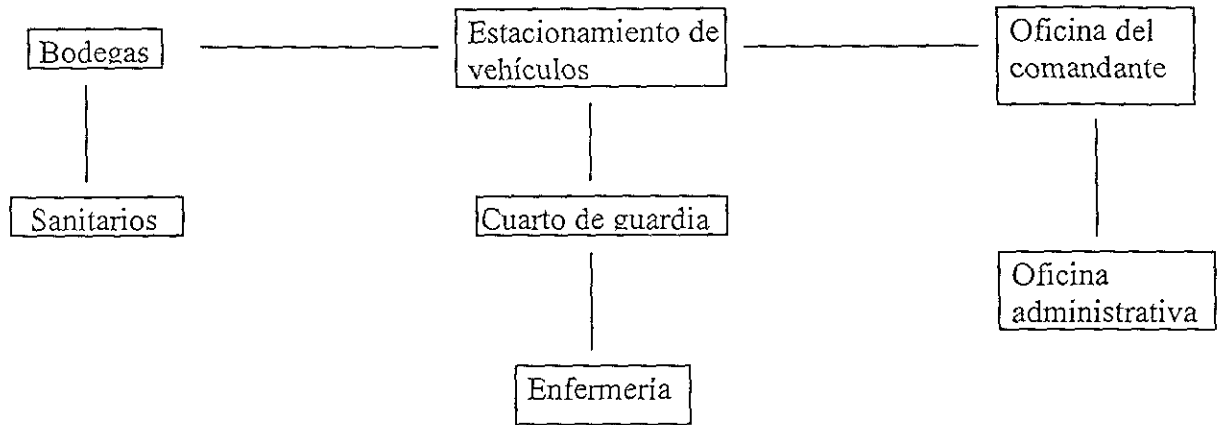 Bodegas
Estacionamiento de
vehículos
Oficina del
comandante
Sanitarios
Cuarto de guardia
Oficina
administrativa
Enfermería